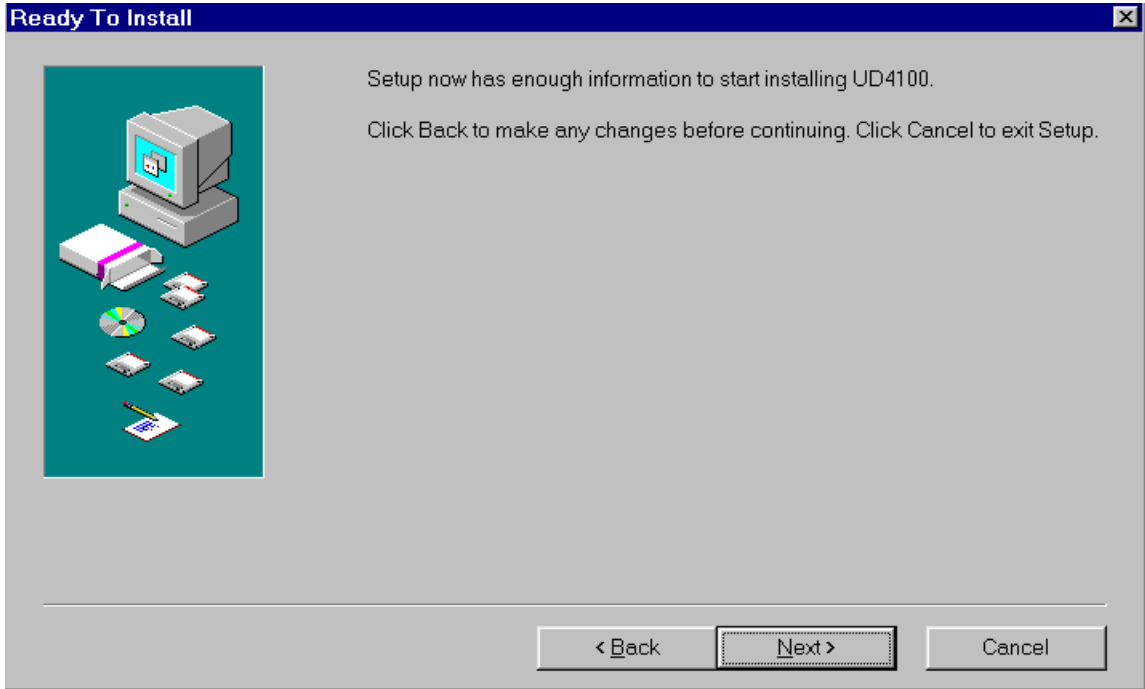 Ready To Install
Setup now has enough information to start installing UD4100.
Click Back to make any changes before continuing. Click Cancel to exit Setup.
< Back
Next >
Cancel